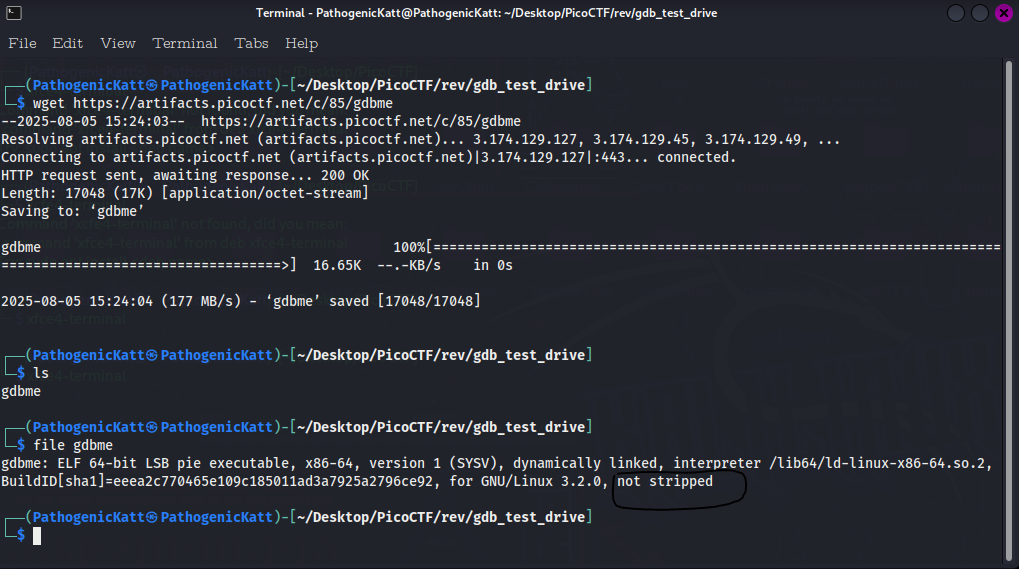 Terminal - PathogenicKatt@PathogenicKatt: ~/Desktop/PicoCTF/rev/gdb_test_drive
File Edit View Terminal Tabs Help
┌──(PathogenicKatt㉿PathogenicKatt)-[~/Desktop/PicoCTF/rev/gdb_test_drive]
└─$ wget https://artifacts.picoctf.net/c/85/gdbme
--2025-08-05 15:24:03--  https://artifacts.picoctf.net/c/85/gdbme
Resolving artifacts.picoctf.net (artifacts.picoctf.net)... 3.174.129.127, 3.174.129.45, 3.174.129.49, ...
Connecting to artifacts.picoctf.net (artifacts.picoctf.net)|3.174.129.127|:443... connected.
HTTP request sent, awaiting response... 200 OK
Length: 17048 (17K) [application/octet-stream]
Saving to: ‘gdbme’
gdbme 100%[=======================================================================
===================================>] 16.65K --.-KB/s in 0s
2025-08-05 15:24:04 (177 MB/s) - ‘gdbme’ saved [17048/17048]
┌──(PathogenicKatt㉿PathogenicKatt)-[~/Desktop/PicoCTF/rev/gdb_test_drive]
└─$ ls
gdbme
┌──(PathogenicKatt㉿PathogenicKatt)-[~/Desktop/PicoCTF/rev/gdb_test_drive]
└─$ file gdbme
gdbme: ELF 64-bit LSB pie executable, x86-64, version 1 (SYSV), dynamically linked, interpreter /lib64/ld-linux-x86-64.so.2,
BuildID[sha1]=eeea2c770465e109c185011ad3a7925a2796ce92, for GNU/Linux 3.2.0, not stripped
┌──(PathogenicKatt㉿PathogenicKatt)-[~/Desktop/PicoCTF/rev/gdb_test_drive]
└─$